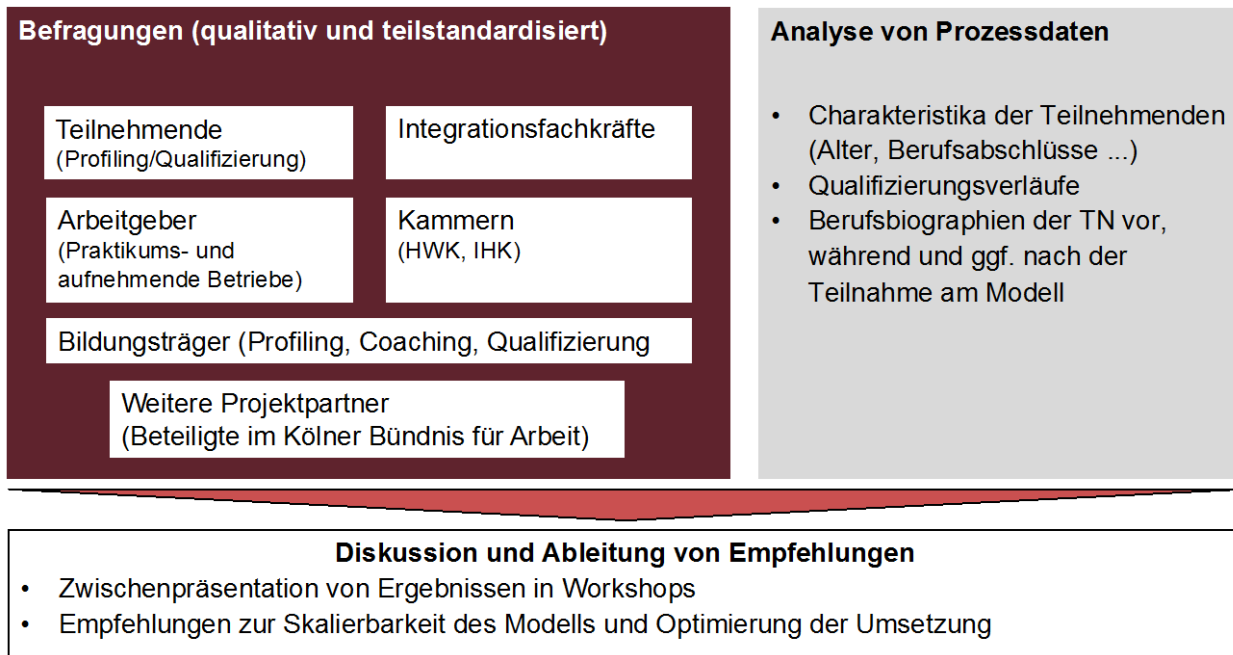 Befragungen (qualitativ und teilstandardisiert)
Teilnehmende
(Profiling/Qualifizierung)
Integrationsfachkräfte
Arbeitgeber
(Praktikums- und
aufnehmende Betriebe)
Kammern
(HWK, IHK)
Bildungsträger (Profiling, Coaching, Qualifizierung
Weitere Projektpartner
(Beteiligte im Kölner Bündnis für Arbeit)
Analyse von Prozessdaten
• Charakteristika der Teilnehmenden
(Alter, Berufsabschlüsse ...)
• Qualifizierungsverläufe
• Berufsbiographien der TN vor,
während und ggf. nach der
Teilnahme am Modell
Diskussion und Ableitung von Empfehlungen
• Zwischenpräsentation von Ergebnissen in Workshops
• Empfehlungen zur Skalierbarkeit des Modells und Optimierung der Umsetzung